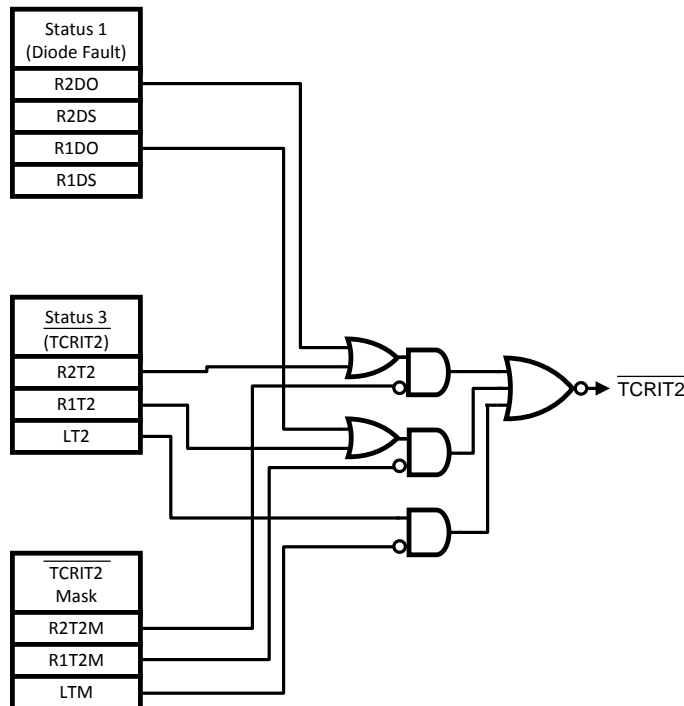 Status 1
(Diode Fault)
R2DO
R2DS
R1DO
R1DS
Status 3
(TCRIT2)
R2T2
R1T2
LT2
TCRIT2
TCRIT2
Mask
R2T2M
R1T2M
LTM